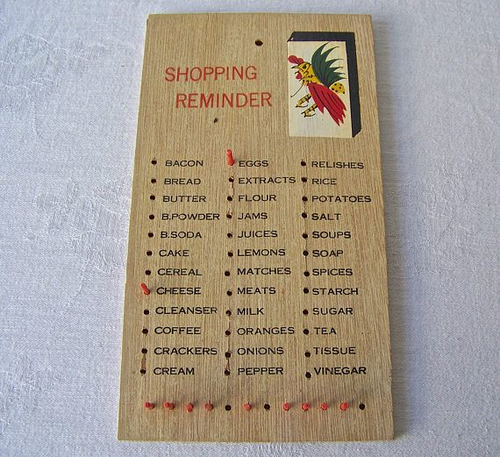 SHOPPING
REMINDER
BACON
BREAD
BUTTER
B.POWDER
B.SODA
CAKE
CEREAL
CHEESE
CLEANSER
COFFEE
CRACKERS
CREAM
EGGS
EXTRACTS
FLOUR
JAMS
JUICES
LEMONS
MATCHES
MEATS
MILK
ORANGES
ONIONS
PEPPER
RELISHES
RICE
POTATOES
SALT
SOUPS
SOAP
SPICES
STARCH
SUGAR
TEA
TISSUE
VINEGAR